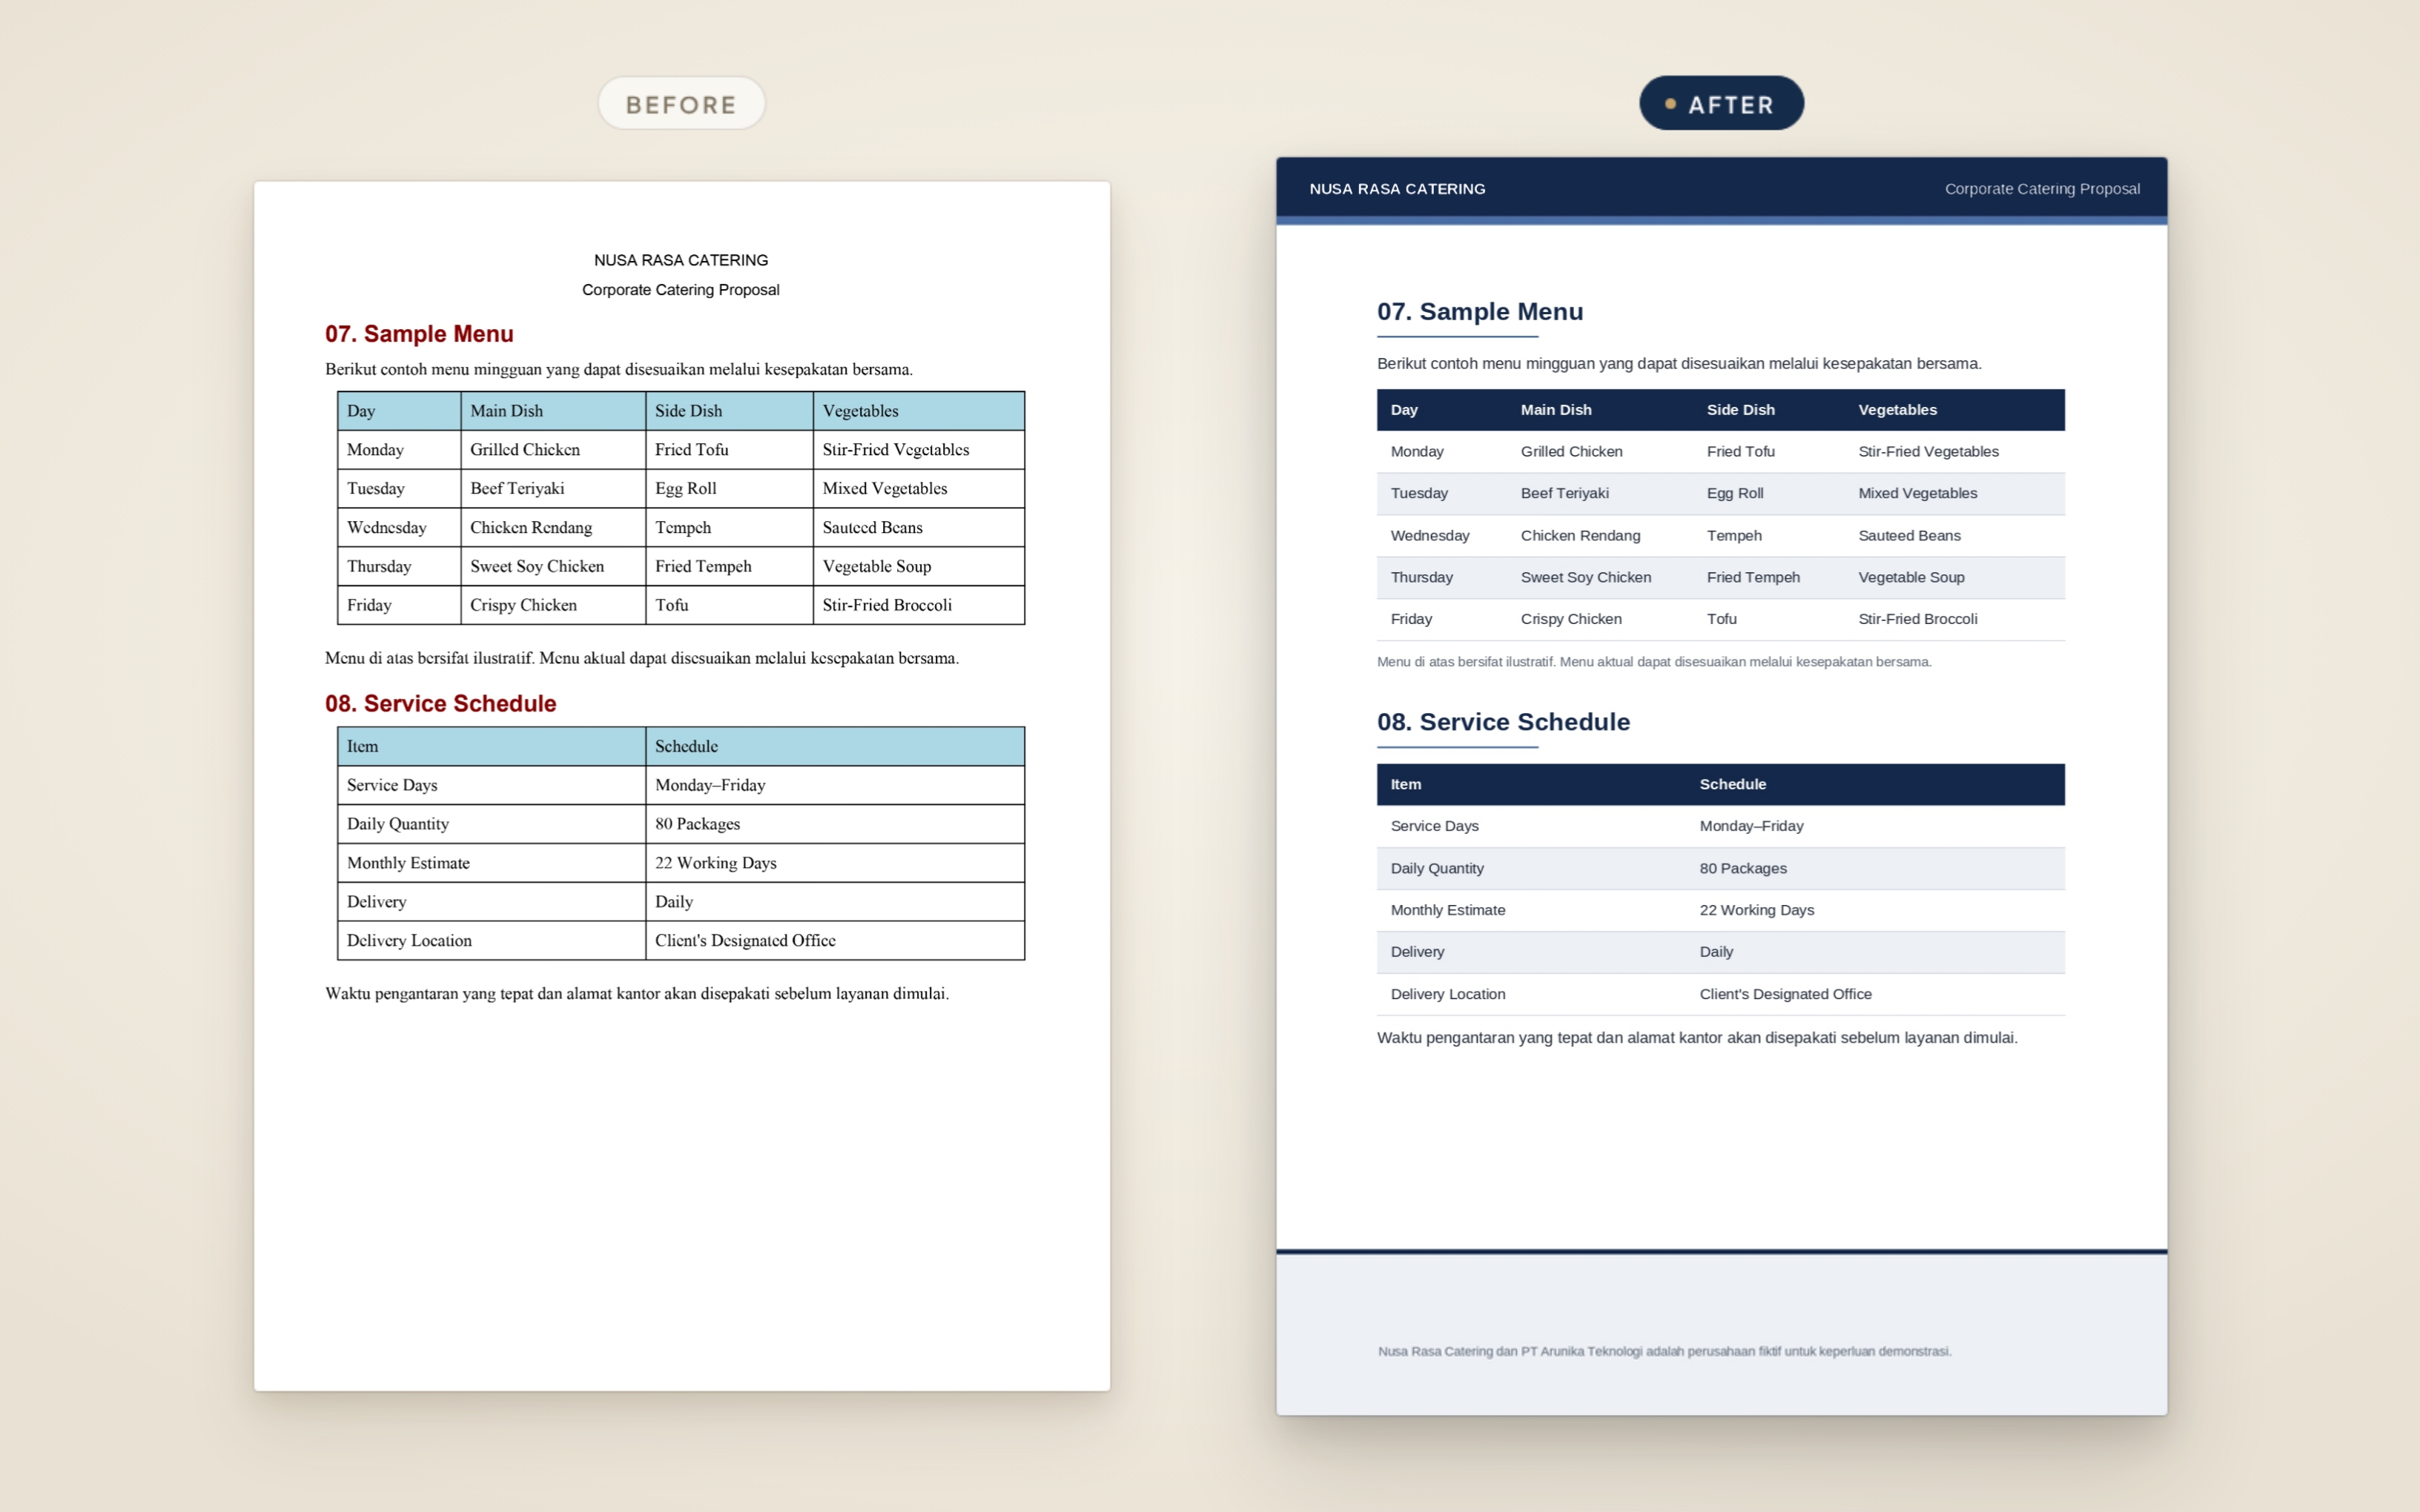 BEFORE
NUSA RASA CATERING
Corporate Catering Proposal
07. Sample Menu
Berikut contoh menu mingguan yang dapat disesuaikan melalui kesepakatan bersama.
Day Main Dish Side Dish Vegetables
Monday Grilled Chicken Fried Tofu Stir-Fried Vegetables
Tuesday Beef Teriyaki Egg Roll Mixed Vegetables
Wednesday Chicken Rendang Tempeh Sauteed Beans
Thursday Sweet Soy Chicken Fried Tempeh Vegetable Soup
Friday Crispy Chicken Tofu Stir-Fried Broccoli
Menu di atas bersifat ilustratif. Menu aktual dapat disesuaikan melalui kesepakatan bersama.
08. Service Schedule
Item Schedule
Service Days Monday–Friday
Daily Quantity 80 Packages
Monthly Estimate 22 Working Days
Delivery Daily
Delivery Location Client's Designated Office
Waktu pengantaran yang tepat dan alamat kantor akan disepakati sebelum layanan dimulai.
AFTER
NUSA RASA CATERING Corporate Catering Proposal
07. Sample Menu
Berikut contoh menu mingguan yang dapat disesuaikan melalui kesepakatan bersama.
Day Main Dish Side Dish Vegetables
Monday Grilled Chicken Fried Tofu Stir-Fried Vegetables
Tuesday Beef Teriyaki Egg Roll Mixed Vegetables
Wednesday Chicken Rendang Tempeh Sauteed Beans
Thursday Sweet Soy Chicken Fried Tempeh Vegetable Soup
Friday Crispy Chicken Tofu Stir-Fried Broccoli
Menu di atas bersifat ilustratif. Menu aktual dapat disesuaikan melalui kesepakatan bersama.
08. Service Schedule
Item Schedule
Service Days Monday–Friday
Daily Quantity 80 Packages
Monthly Estimate 22 Working Days
Delivery Daily
Delivery Location Client's Designated Office
Waktu pengantaran yang tepat dan alamat kantor akan disepakati sebelum layanan dimulai.
Nusa Rasa Catering dan PT Arunika Teknologi adalah perusahaan fiktif untuk keperluan demonstrasi.